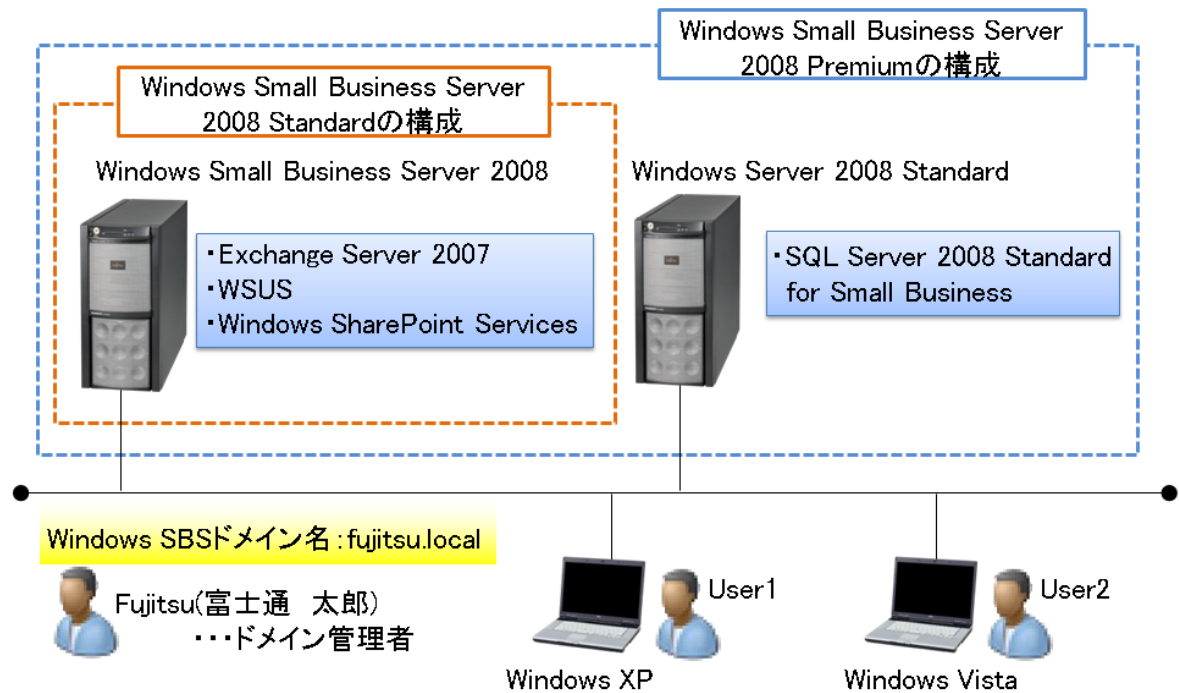 Windows Small Business Server
2008 Premiumの構成
Windows Small Business Server
2008 Standardの構成
Windows Small Business Server 2008
Windows Server 2008 Standard
・Exchange Server 2007
・WSUS
・Windows SharePoint Services
・SQL Server 2008 Standard
for Small Business
Windows SBSドメイン名:fujitsu.local
Fujitsu(富士通 太郎)
・・・ドメイン管理者
User1
Windows XP
User2
Windows Vista